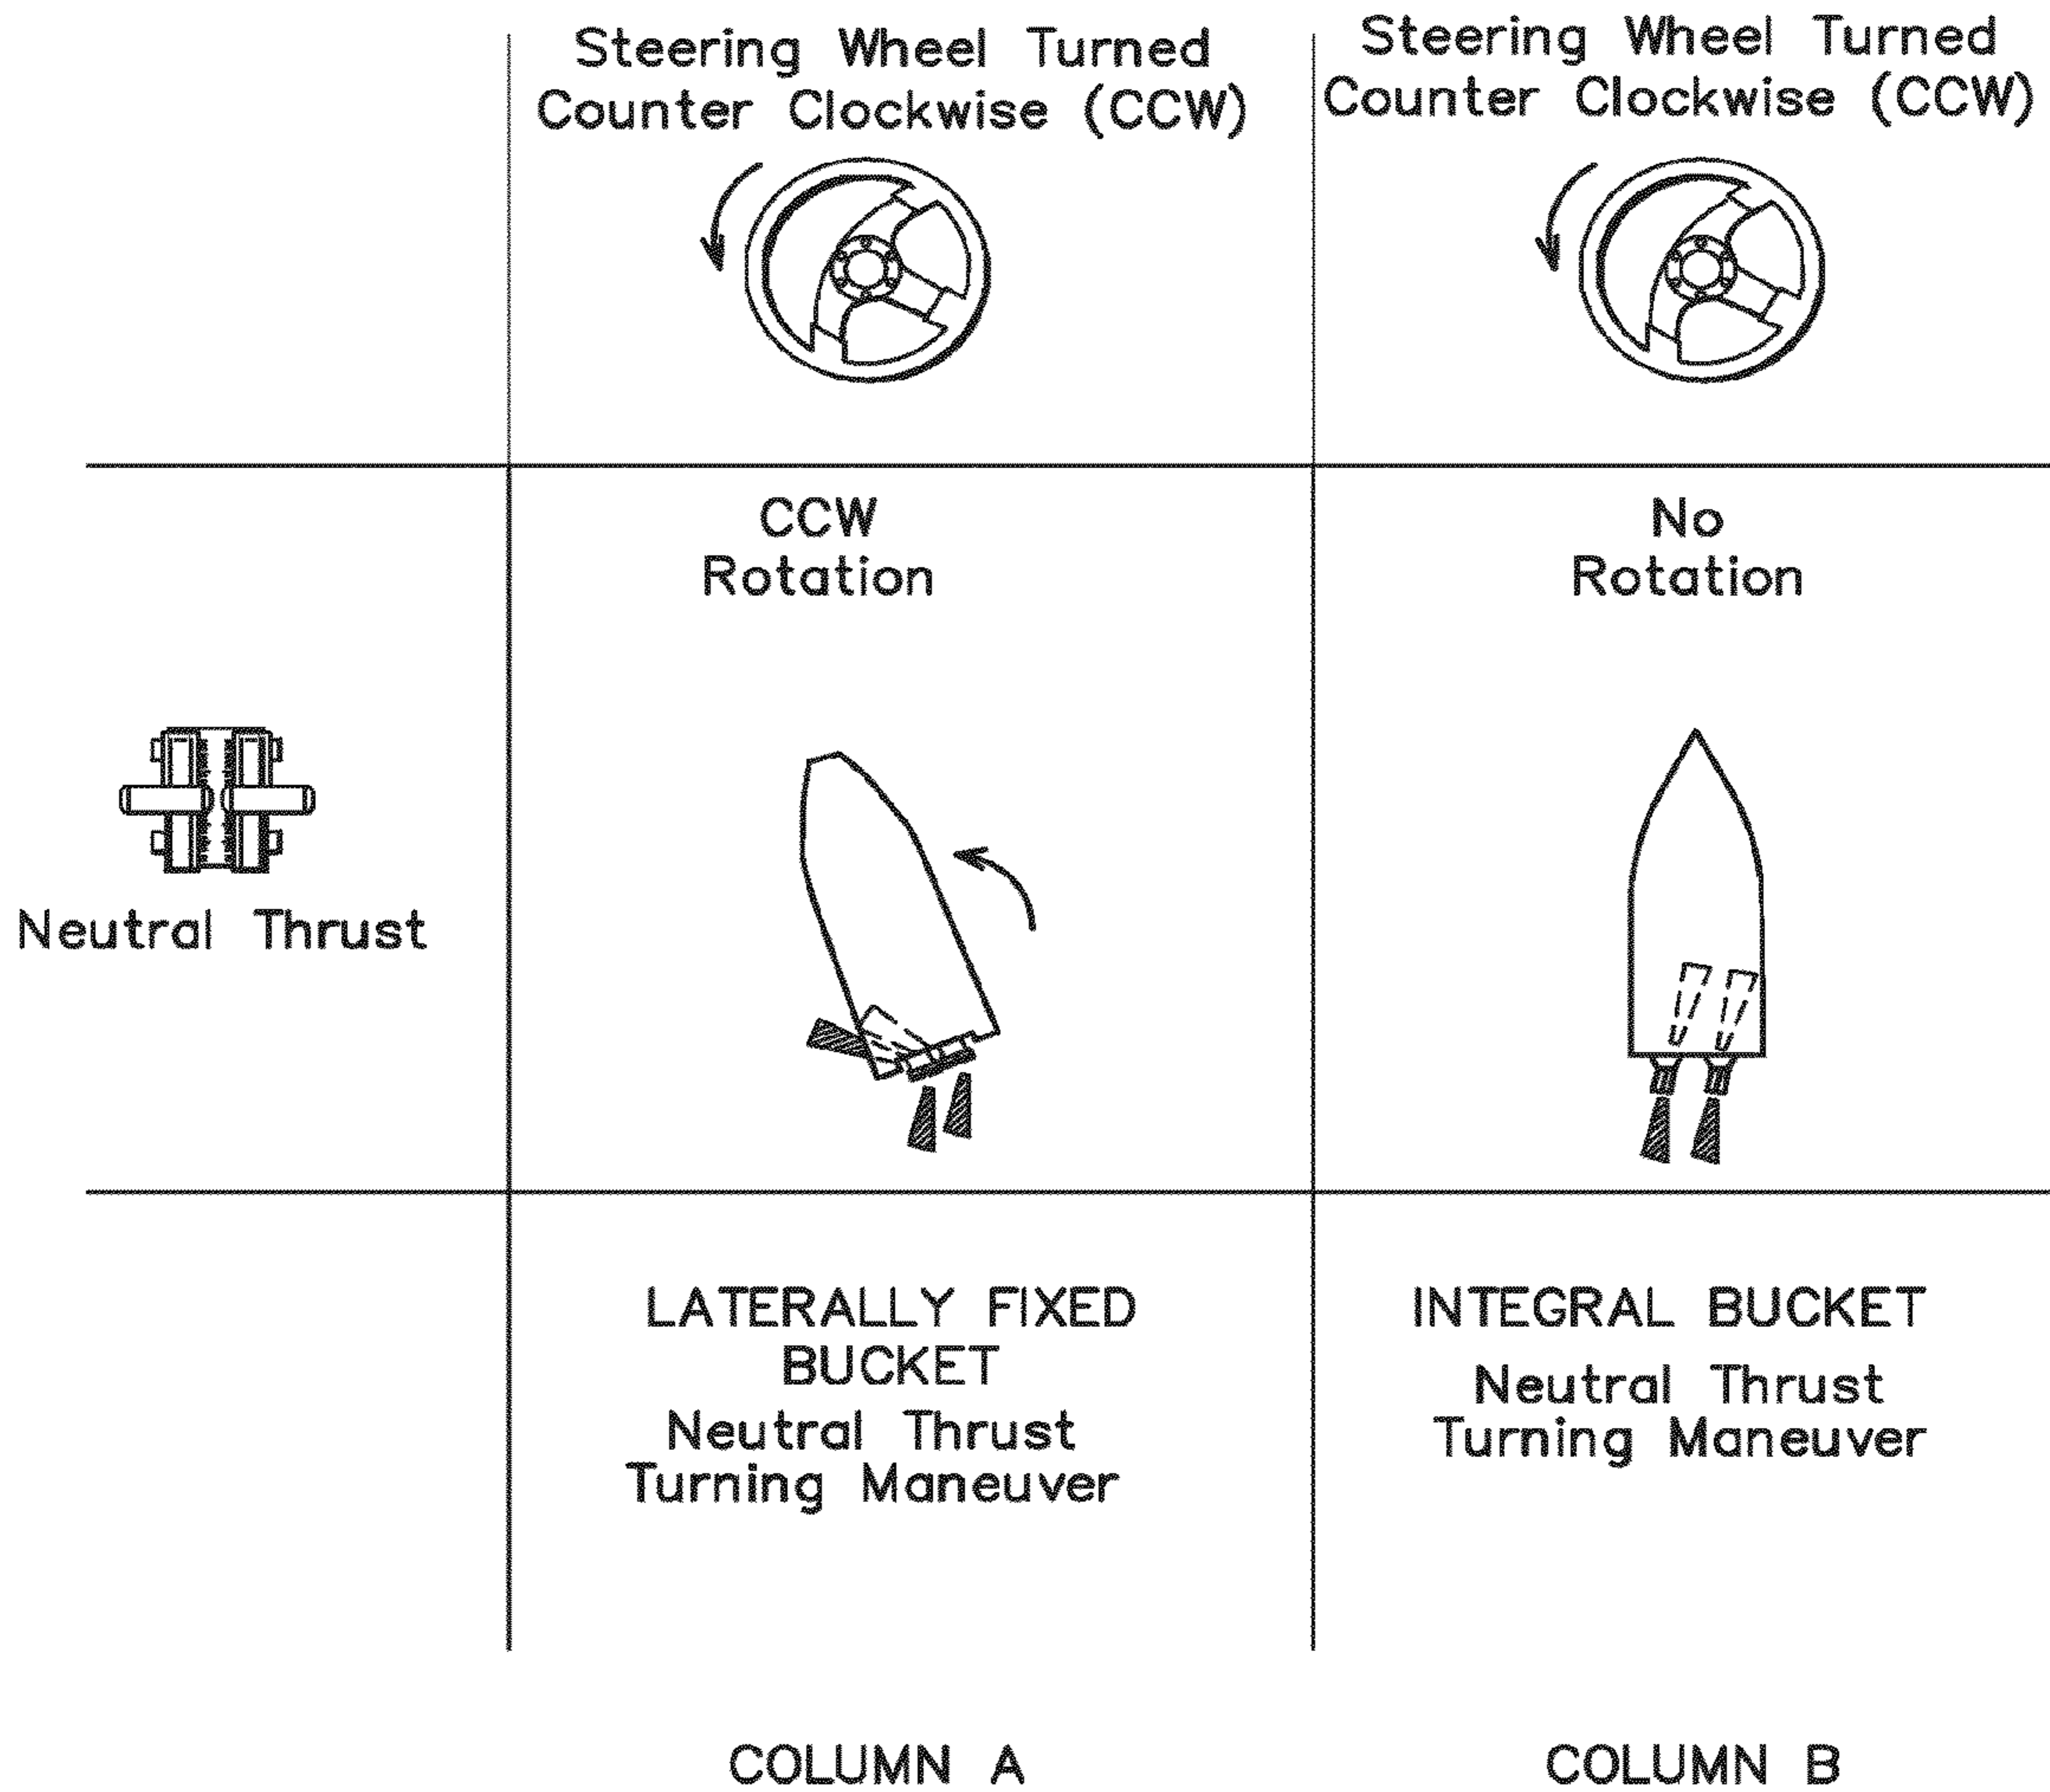 Steering Wheel Turned
Counter Clockwise (CCW)
Steering Wheel Turned
Counter Clockwise (CCW)
CCW
Rotation
No
Rotation
Neutral Thrust
LATERALLY FIXED
BUCKET
Neutral Thrust
Turning Maneuver
INTEGRAL BUCKET
Neutral Thrust
Turning Maneuver
COLUMN A
COLUMN B